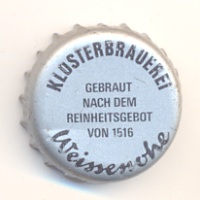 KLOSTERBRAUEREI
GEBRAUT
NACH DEM
REINHEITSGEBOT
VON 1516
Weissenohe